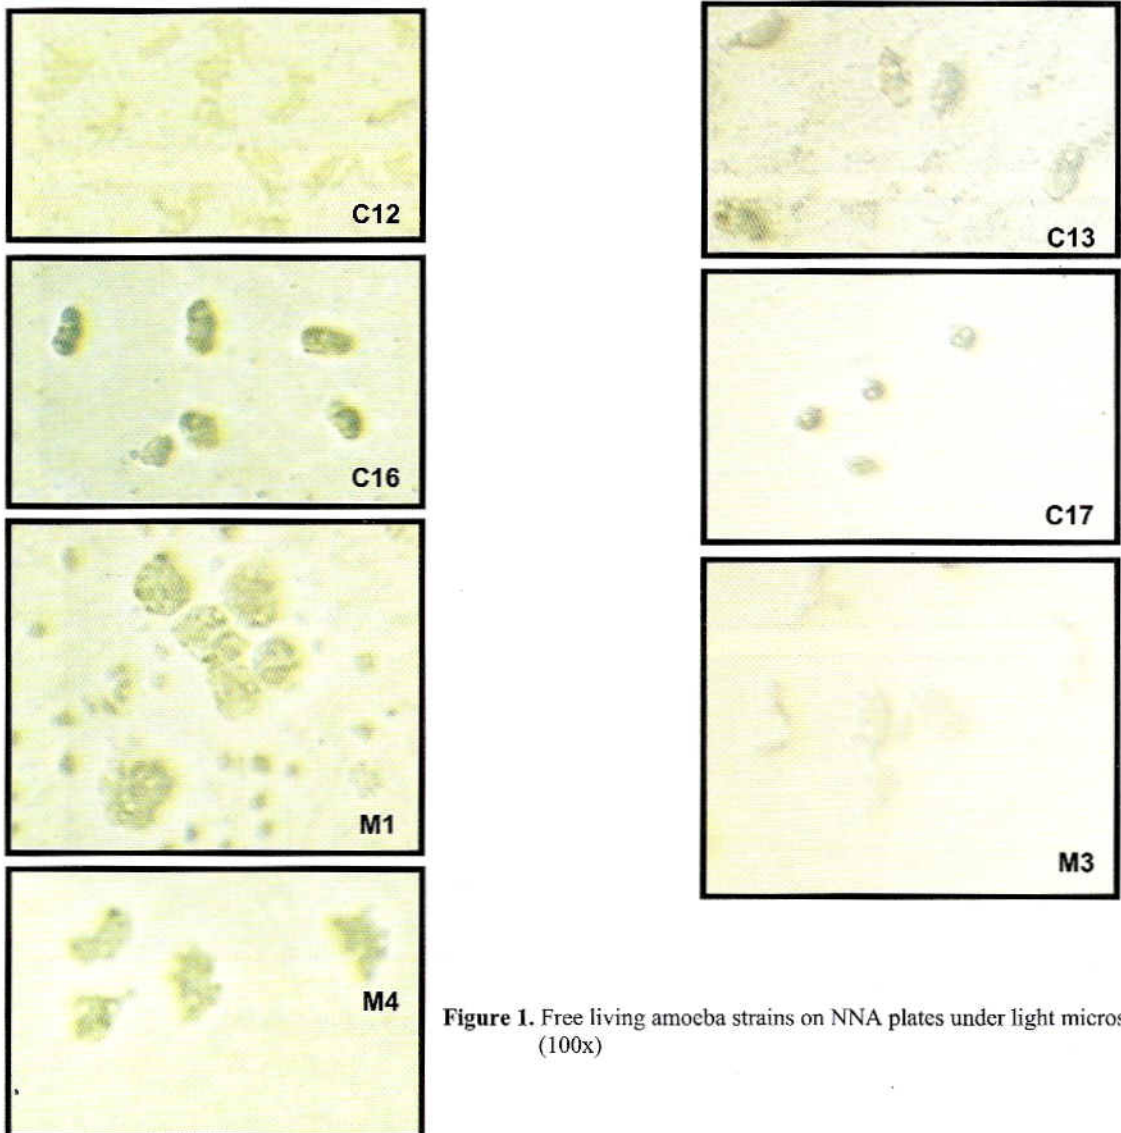 C12
C13
C16
C17
M1
M3
M4
Figure 1. Free living amoeba strains on NNA plates under light
(100x)